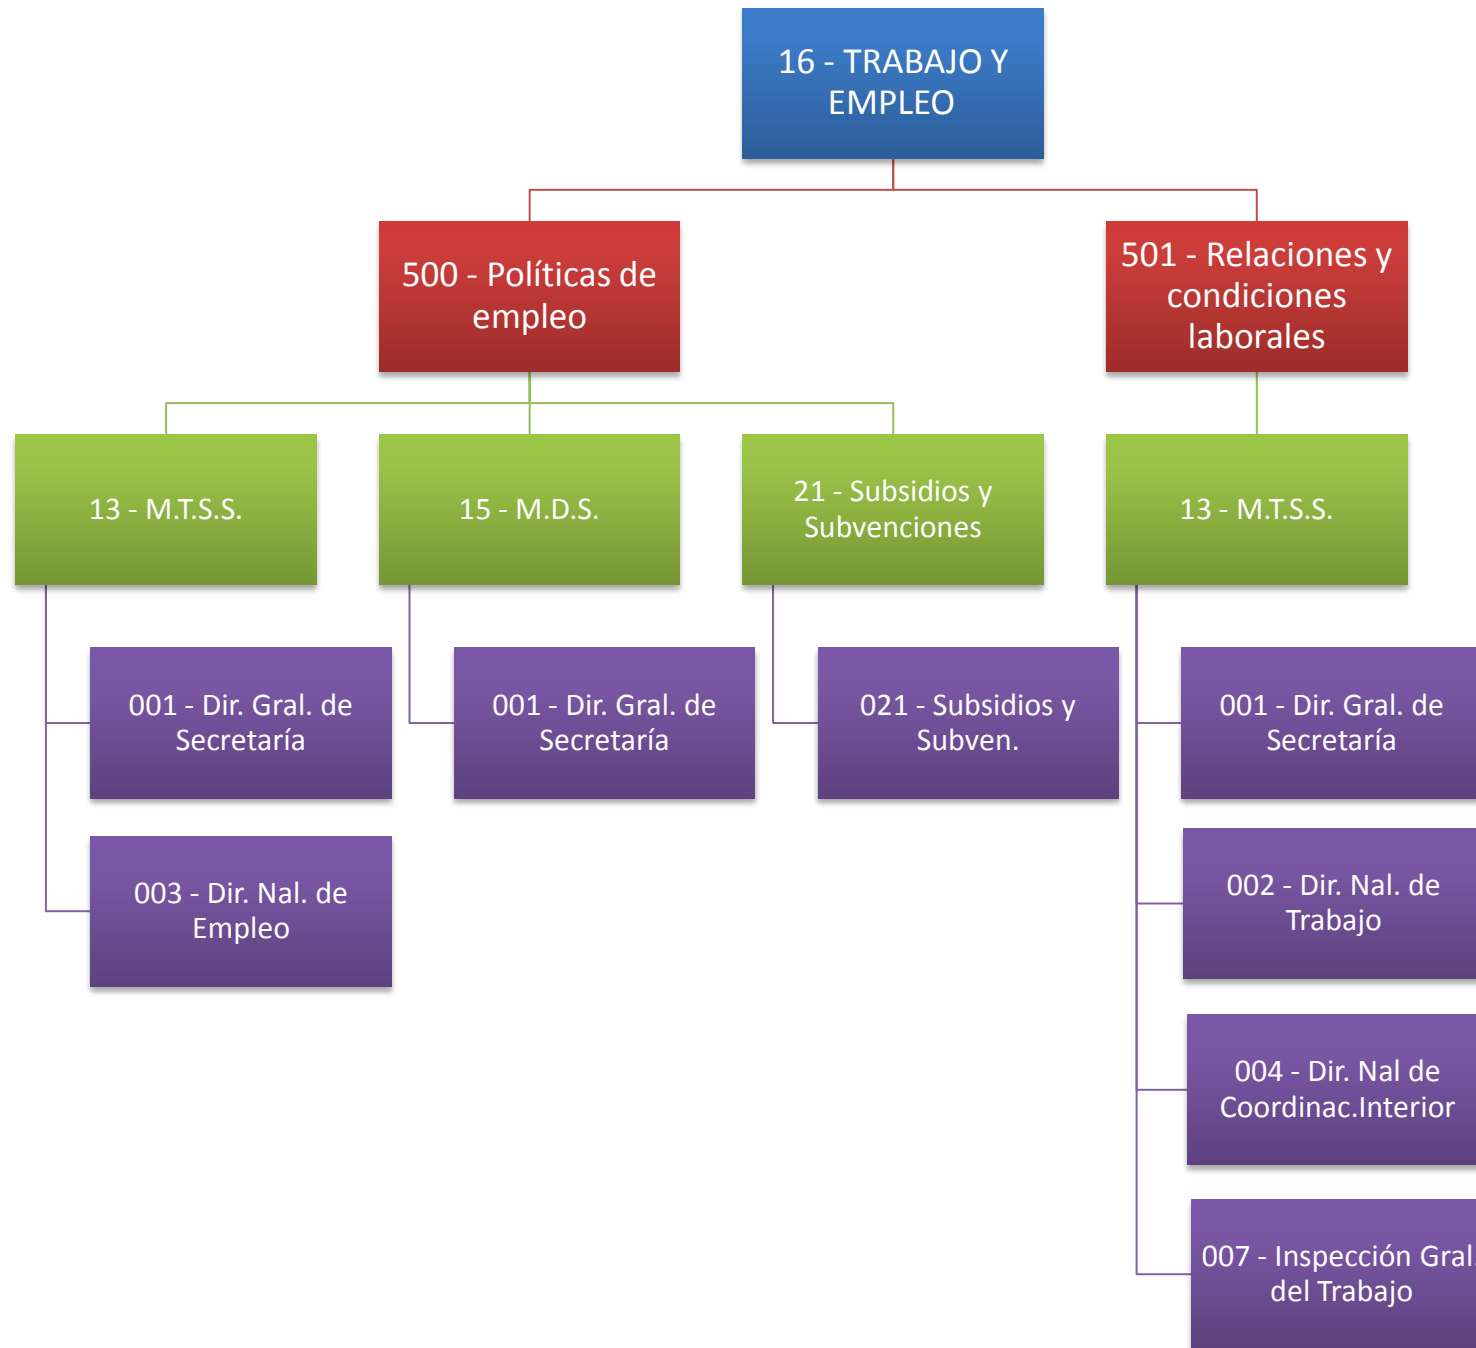 16 - TRABAJO Y
EMPLEO
500 - Políticas de
empleo
501 - Relaciones y
condiciones
laborales
13 - M.T.S.S.
15 - M.D.S.
21 - Subsidios y
Subvenciones
13 - M.T.S.S.
001 - Dir. Gral. de
Secretaría
001 - Dir. Gral. de
Secretaría
021 - Subsidios y
Subven.
001 - Dir. Gral. de
Secretaría
003 - Dir. Nal. de
Empleo
002 - Dir. Nal. de
Trabajo
004 - Dir. Nal de
Coordinac.Interior
007 - Inspección Gral.
del Trabajo